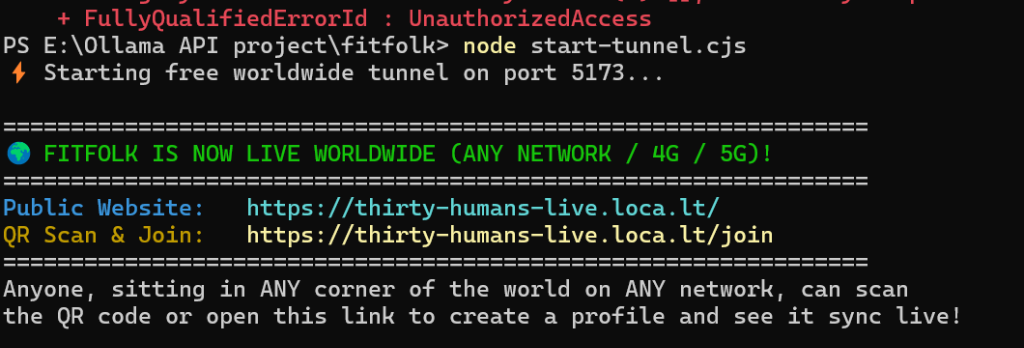 + FullyQualifiedErrorId : UnauthorizedAccess
PS E:\Ollama API project\fitfolk> node start-tunnel.cjs
⚡ Starting free worldwide tunnel on port 5173...
================================================================
🌍 FITFOLK IS NOW LIVE WORLDWIDE (ANY NETWORK / 4G / 5G)!
================================================================
Public Website: https://thirty-humans-live.loca.lt/
QR Scan & Join: https://thirty-humans-live.loca.lt/join
================================================================
Anyone, sitting in ANY corner of the world on ANY network, can scan
the QR code or open this link to create a profile and see it sync live!